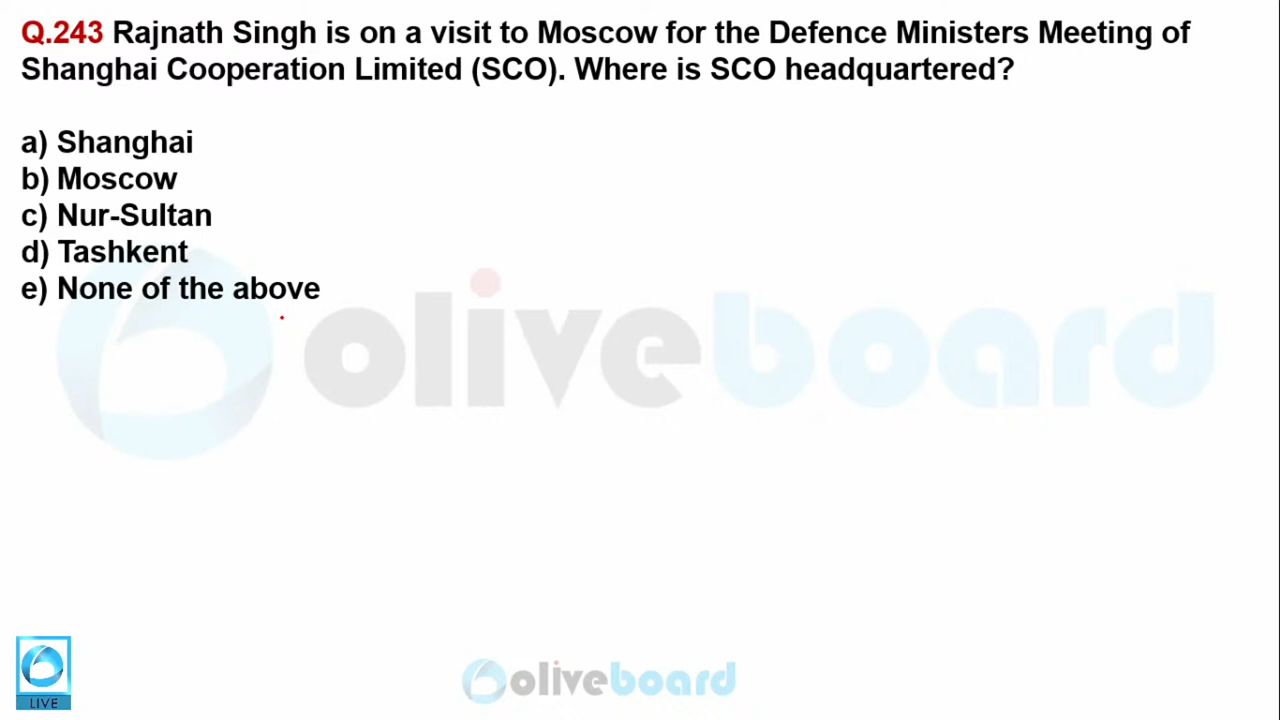 Q.243 Rajnath Singh is on a visit to Moscow for the Defence Ministers Meeting of
Shanghai Cooperation Limited (SCO). Where is SCO headquartered?
a) Shanghai
b) Moscow
c) Nur-Sultan
d) Tashkent
e) None of the above
oliveboard
LIVE
oliveboard